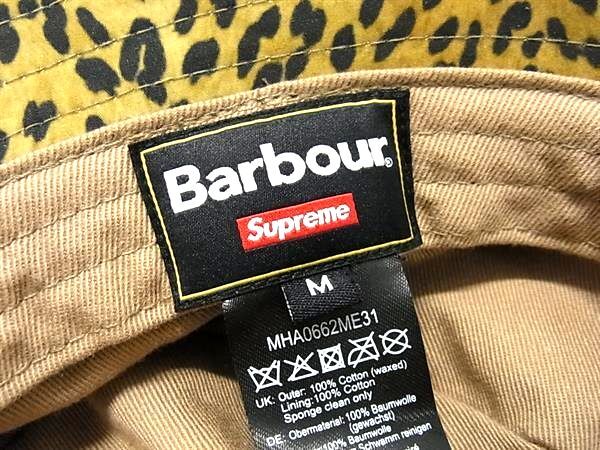 Barbour®
Supreme
M
MHA0662ME31
UK: Outer: 100% Cotton (waxed)
Lining: 100% Cotton
Sponge clean only
DE: Obermaterial: 100% Baumwolle
(gewachst)
100% Baumwolle
Schwamm reinigen